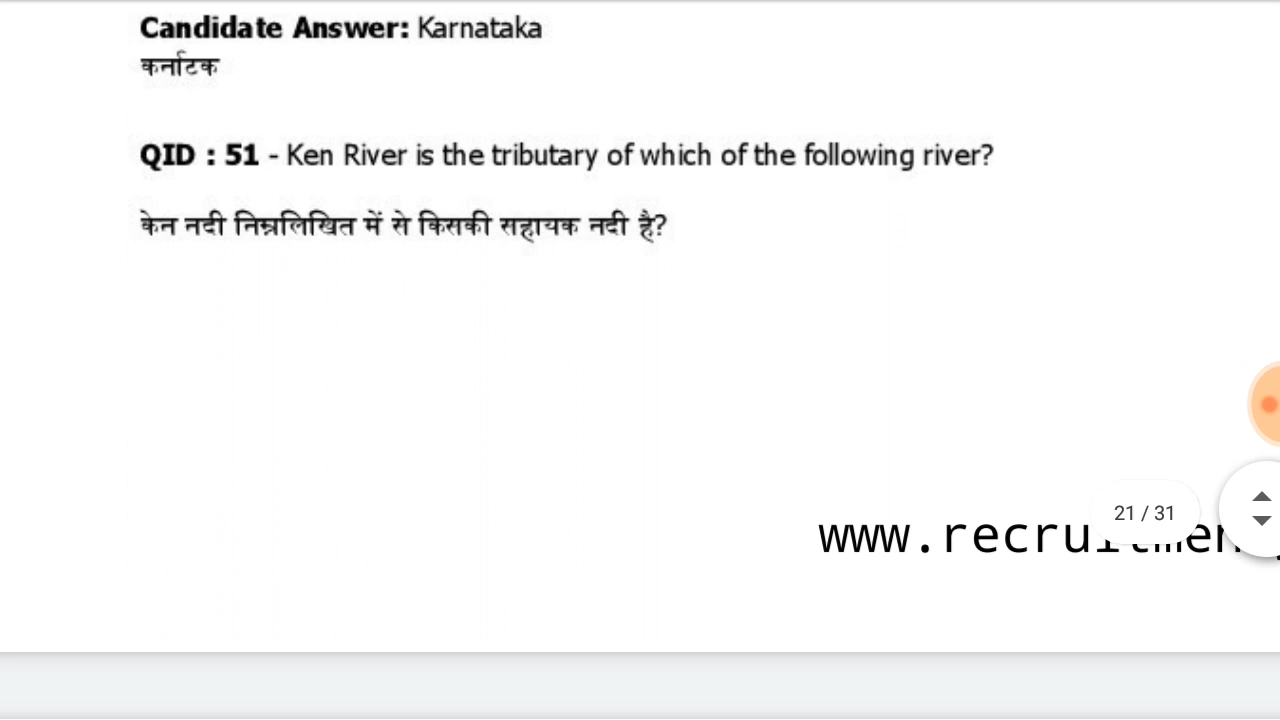 Candidate Answer: Karnataka
कर्नाटक
QID : 51 - Ken River is the tributary of which of the following river?
केन नदी निम्नलिखित में से किसकी सहायक नदी है?
21 / 31